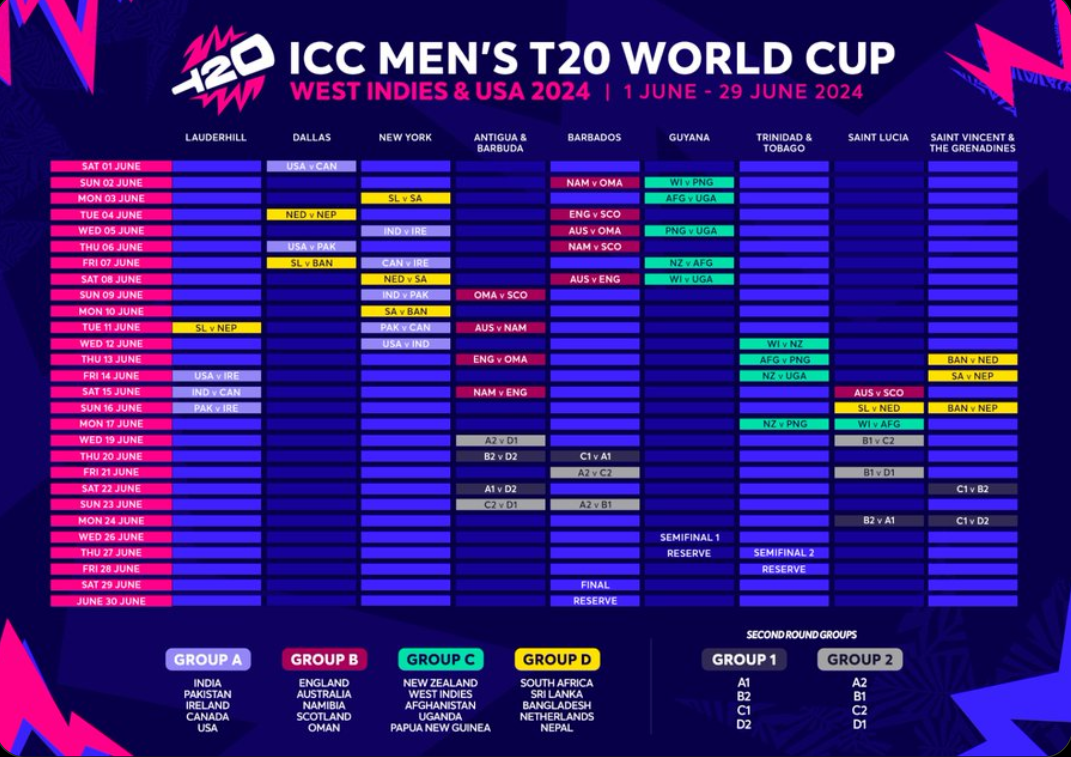 T20 ICC MEN'S T20 WORLD CUP
WEST INDIES & USA 2024 | 1 JUNE - 29 JUNE 2024
LAUDERHILL DALLAS NEW YORK ANTIGUA & BARBUDA BARBADOS GUYANA TRINIDAD & TOBAGO SAINT LUCIA SAINT VINCENT & THE GRENADINES
SAT 01 JUNE USA v CAN
SUN 02 JUNE NAM v OMA WI v PNG
MON 03 JUNE SL v SA AFG v UGA
TUE 04 JUNE NED v NEP ENG v SCO
WED 05 JUNE IND v IRE AUS v OMA PNG v UGA
THU 06 JUNE USA v PAK NAM v SCO
FRI 07 JUNE SL v BAN CAN v IRE NZ v AFG
SAT 08 JUNE NED v SA AUS v ENG WI v UGA
SUN 09 JUNE IND v PAK OMA v SCO
MON 10 JUNE SA v BAN
TUE 11 JUNE SL v NEP PAK v CAN AUS v NAM
WED 12 JUNE USA v IND WI v NZ
THU 13 JUNE ENG v OMA AFG v PNG BAN v NED
FRI 14 JUNE USA v IRE NZ v UGA SA v NEP
SAT 15 JUNE IND v CAN NAM v ENG AUS v SCO
SUN 16 JUNE PAK v IRE SL v NED BAN v NEP
MON 17 JUNE NZ v PNG WI v AFG
WED 19 JUNE A2 v D1 B1 v C2
THU 20 JUNE B2 v D2 C1 v A1
FRI 21 JUNE A2 v C2 B1 v D1
SAT 22 JUNE A1 v D2 C1 v B2
SUN 23 JUNE C2 v D1 A2 v B1
MON 24 JUNE B2 v A1 C1 v D2
WED 26 JUNE SEMIFINAL 1
THU 27 JUNE RESERVE SEMIFINAL 2
FRI 28 JUNE RESERVE
SAT 29 JUNE FINAL
JUNE 30 JUNE RESERVE
SECOND ROUND GROUPS
GROUP A GROUP B GROUP C GROUP D GROUP 1 GROUP 2
INDIA ENGLAND NEW ZEALAND SOUTH AFRICA A1 A2
PAKISTAN AUSTRALIA WEST INDIES SRI LANKA B2 B1
IRELAND NAMIBIA AFGHANISTAN BANGLADESH C1 C2
CANADA SCOTLAND UGANDA NETHERLANDS D2 D1
USA OMAN PAPUA NEW GUINEA NEPAL